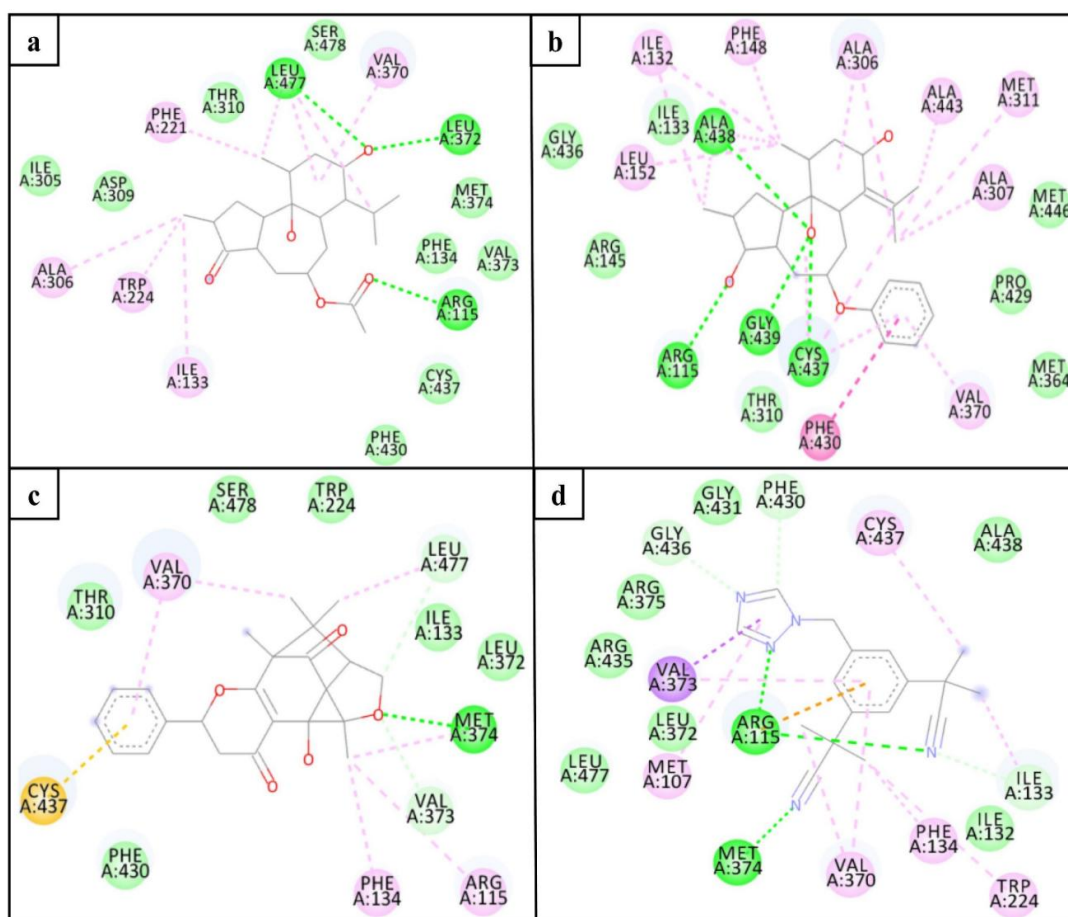 a
SER
A:478
LEU
A:477
VAL
A:370
THR
A:310
PHE
A:221
LEU
A:372
ILE
A:305
ASP
A:309
MET
A:374
O
O
PHE
A:134
VAL
A:373
ALA
A:306
TRP
A:224
O
O
O
ARG
A:115
ILE
A:133
CYS
A:437
PHE
A:430
b
ILE
A:132
PHE
A:148
ALA
A:306
ALA
A:443
MET
A:311
ILE
A:133
ALA
A:438
GLY
A:436
LEU
A:152
O
ALA
A:307
MET
A:446
ARG
A:145
O
O
O
PRO
A:429
GLY
A:439
CYS
A:437
ARG
A:115
MET
A:364
THR
A:310
VAL
A:370
PHE
A:430
c
SER
A:478
TRP
A:224
VAL
A:370
LEU
A:477
THR
A:310
ILE
A:133
O
LEU
A:372
O
O
MET
A:374
O
O
CYS
A:437
VAL
A:373
PHE
A:430
PHE
A:134
ARG
A:115
d
GLY
A:431
PHE
A:430
CYS
A:437
ALA
A:438
GLY
A:436
ARG
A:375
N
N
N
ARG
A:435
VAL
A:373
LEU
A:372
ARG
A:115
LEU
A:477
MET
A:107
N
ILE
A:133
N
ILE
A:132
MET
A:374
VAL
A:370
PHE
A:134
TRP
A:224